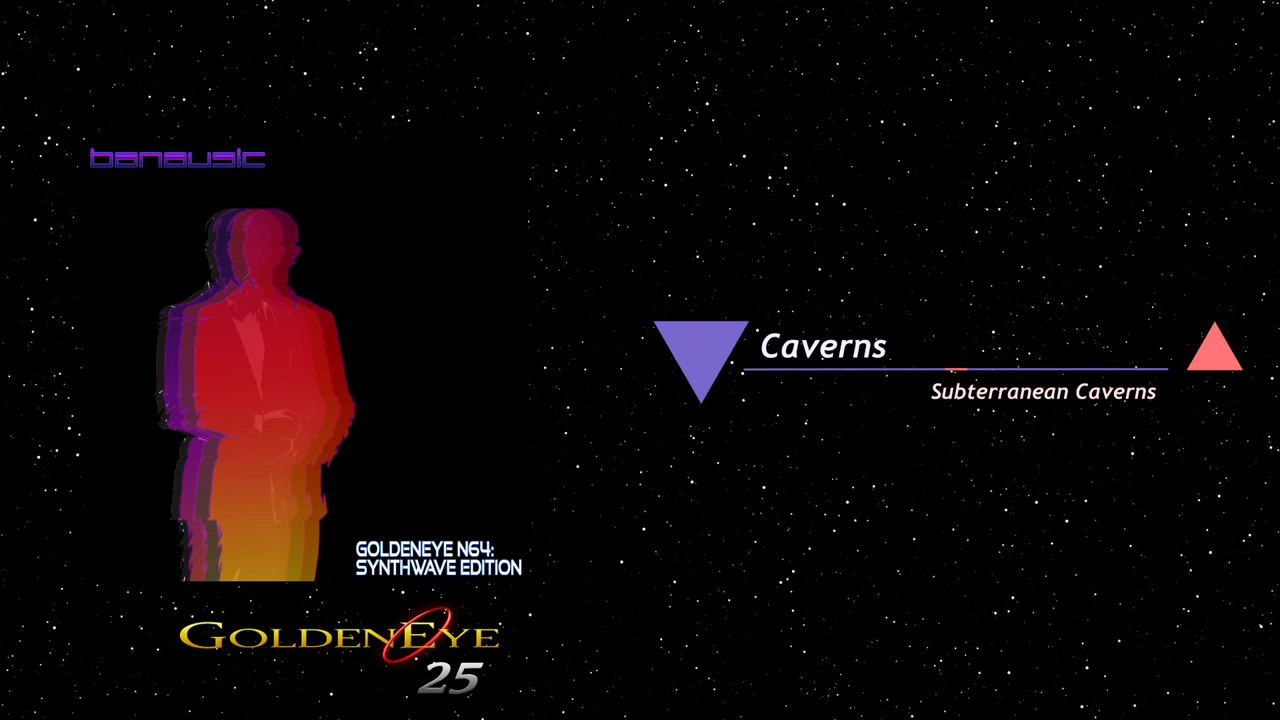 banausic
GOLDENEYE N64:
SYNTHWAVE EDITION
GOLDENEYE
25
Caverns
Subterranean Caverns